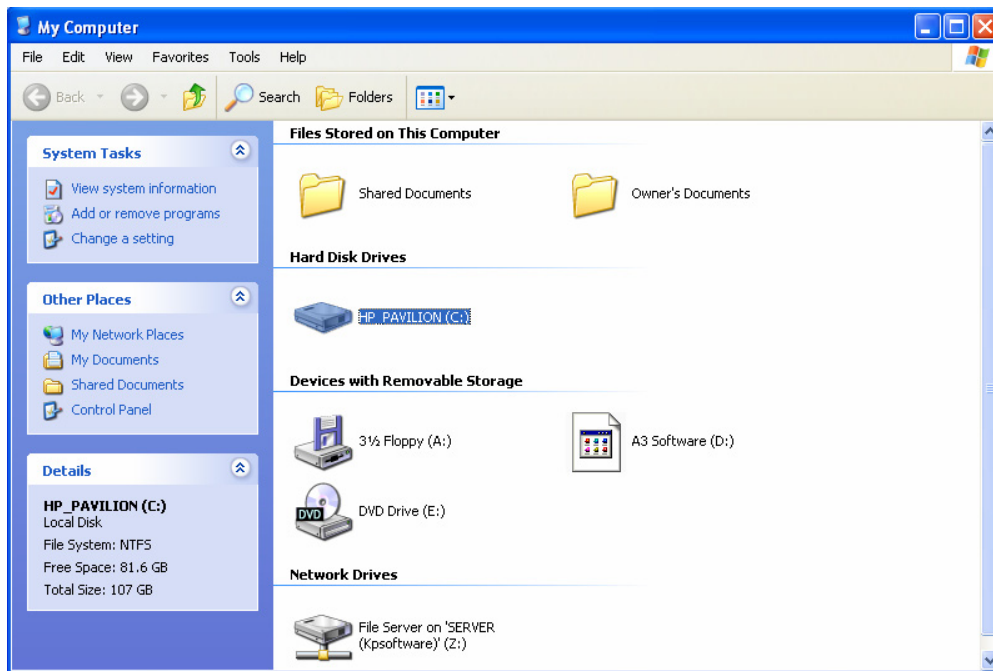 My Computer
File Edit View Favorites Tools Help
Back Search Folders
System Tasks
View system information
Add or remove programs
Change a setting
Other Places
My Network Places
My Documents
Shared Documents
Control Panel
Details
HP_PAVILION (C:)
Local Disk
File System: NTFS
Free Space: 81.6 GB
Total Size: 107 GB
Files Stored on This Computer
Shared Documents
Owner's Documents
Hard Disk Drives
HP_PAVILION (C:)
Devices with Removable Storage
3½ Floppy (A:)
A3 Software (D:)
DVD
DVD Drive (E:)
Network Drives
File Server on 'SERVER
(Kpsoftware)' (Z:)